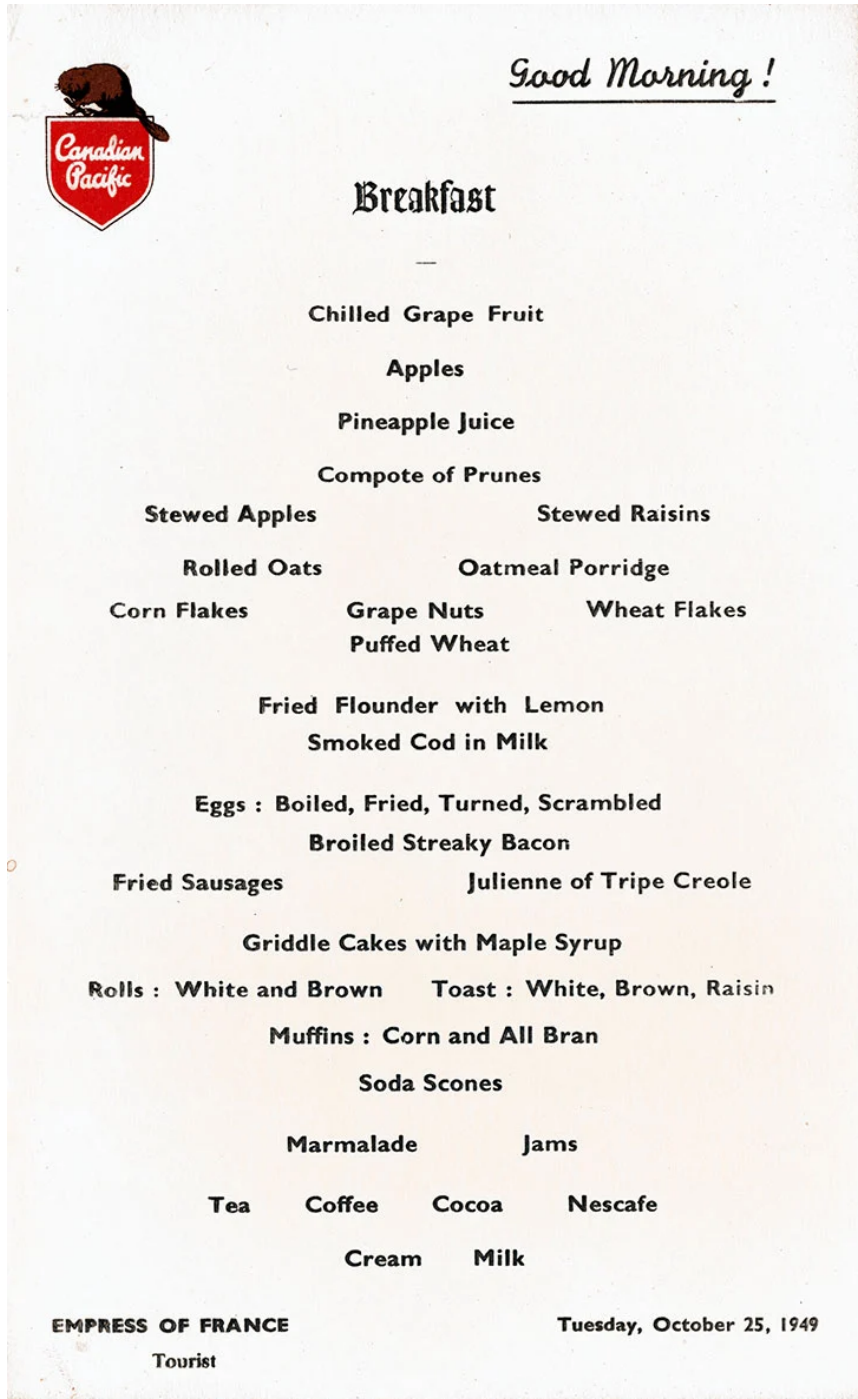 Good Morning !
Canadian
Pacific
Breakfast
—
Chilled Grape Fruit
Apples
Pineapple Juice
Compote of Prunes
Stewed Apples Stewed Raisins
Rolled Oats Oatmeal Porridge
Corn Flakes Grape Nuts Wheat Flakes
Puffed Wheat
Fried Flounder with Lemon
Smoked Cod in Milk
Eggs : Boiled, Fried, Turned, Scrambled
Broiled Streaky Bacon
Fried Sausages Julienne of Tripe Creole
Griddle Cakes with Maple Syrup
Rolls : White and Brown Toast : White, Brown, Raisin
Muffins : Corn and All Bran
Soda Scones
Marmalade Jams
Tea Coffee Cocoa Nescafe
Cream Milk
EMPRESS OF FRANCE Tuesday, October 25, 1949
Tourist